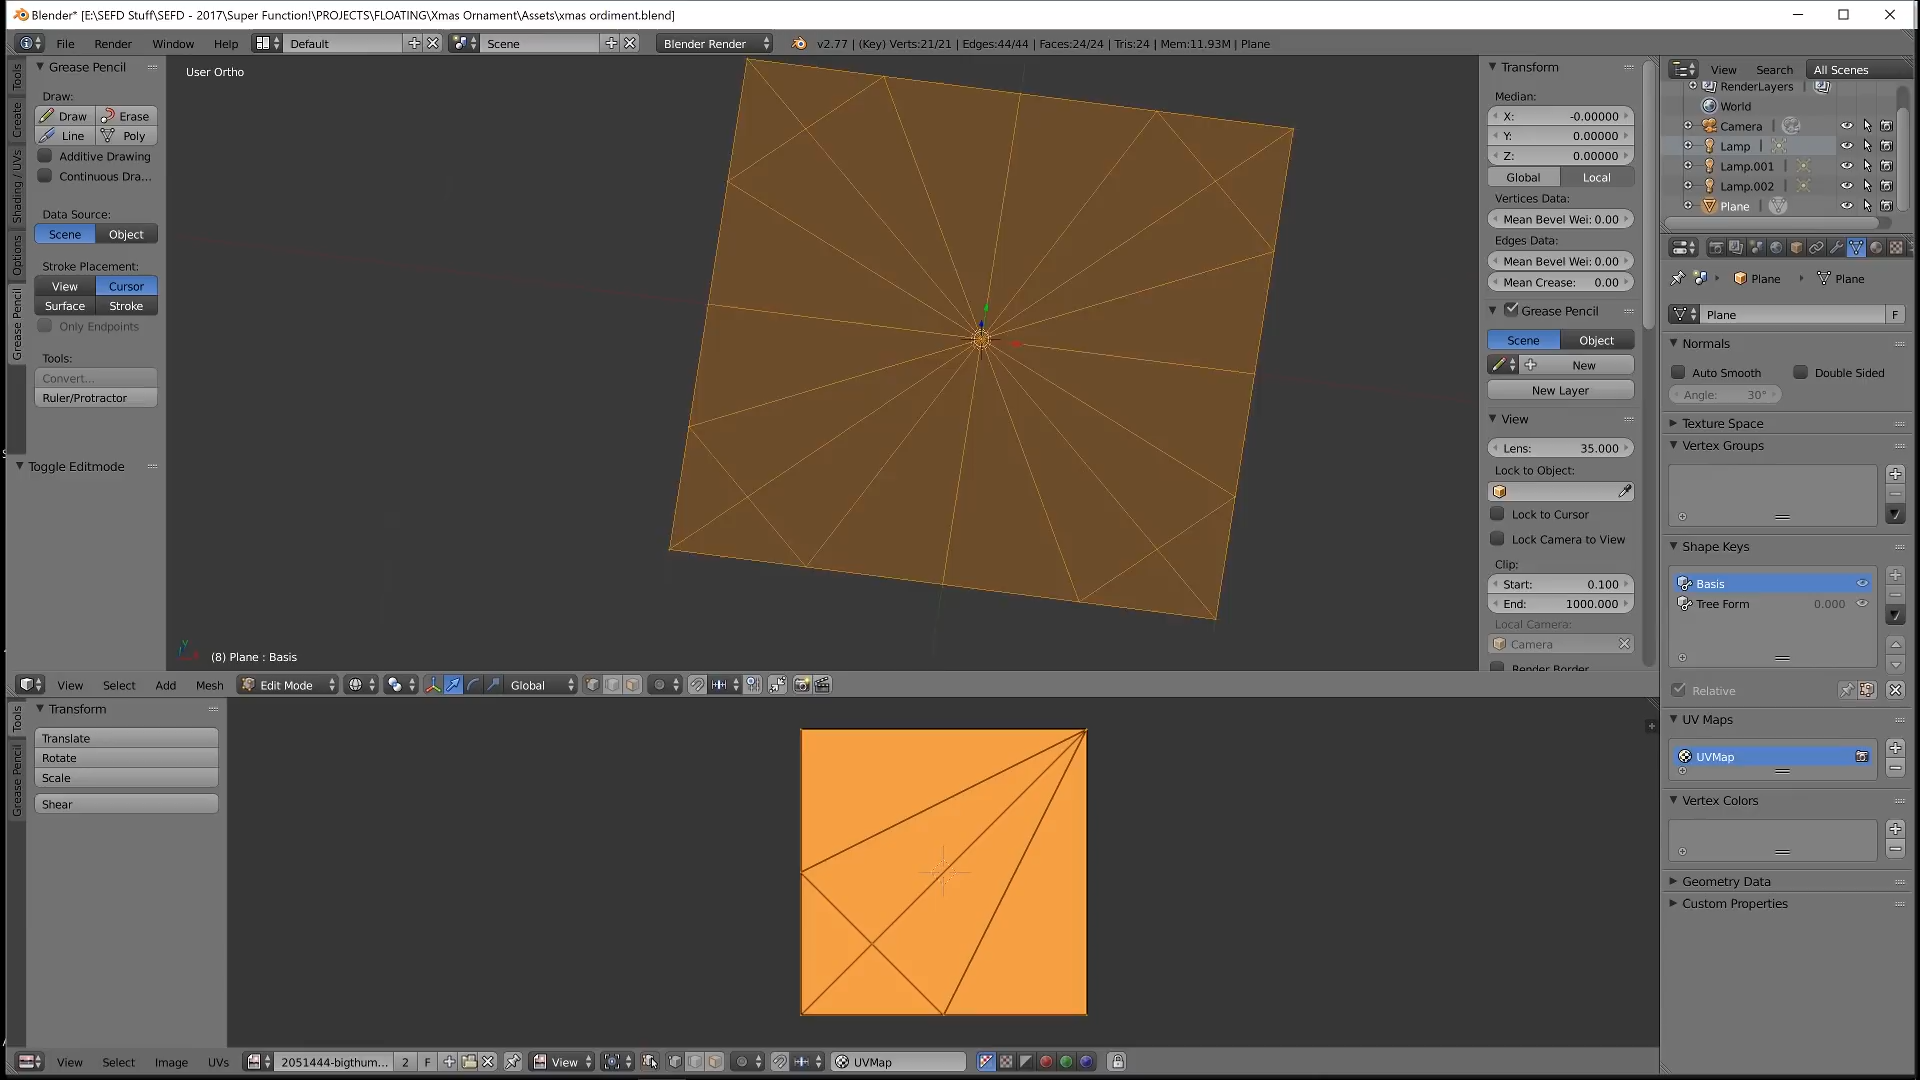 Blender* [E:\SEFD Stuff\SEFD - 2017\Super Function!\PROJECTS\FLOATING\Xmas Ornament\Assets\xmas ordiment.blend]
File Render Window Help Default Scene Blender Render v2.77 | (Key) Verts:21/21 | Edges:44/44 | Faces:24/24 | Tris:24 | Mem:11.93M | Plane
Tools
Create
Shading / UVs
Options
Grease Pencil
Grease Pencil
Draw:
Draw Erase
Line Poly
Additive Drawing
Continuous Dra...
Data Source:
Scene Object
Stroke Placement:
View Cursor
Surface Stroke
Only Endpoints
Tools:
Convert...
Ruler/Protractor
Toggle Editmode
User Ortho
(8) Plane : Basis
Transform
Median:
X: -0.00000
Y: 0.00000
Z: 0.00000
Global Local
Vertices Data:
Mean Bevel Wei: 0.00
Edges Data:
Mean Bevel Wei: 0.00
Mean Crease: 0.00
Grease Pencil
Scene Object
New
New Layer
View
Lens: 35.000
Lock to Object:
Lock to Cursor
Lock Camera to View
Clip:
Start: 0.100
End: 1000.000
Local Camera:
Camera
Render Border
View Search All Scenes
RenderLayers
World
Camera
Lamp
Lamp.001
Lamp.002
Plane
Plane Plane
Plane F
Normals
Auto Smooth Double Sided
Angle: 30°
Texture Space
Vertex Groups
Shape Keys
Basis
Tree Form 0.000
Relative
UV Maps
UVMap
Vertex Colors
Geometry Data
Custom Properties
View Select Add Mesh Edit Mode Global
Tools
Grease Pencil
Transform
Translate
Rotate
Scale
Shear
View Select Image UVs 2051444-bigthum... 2 F View UVMap